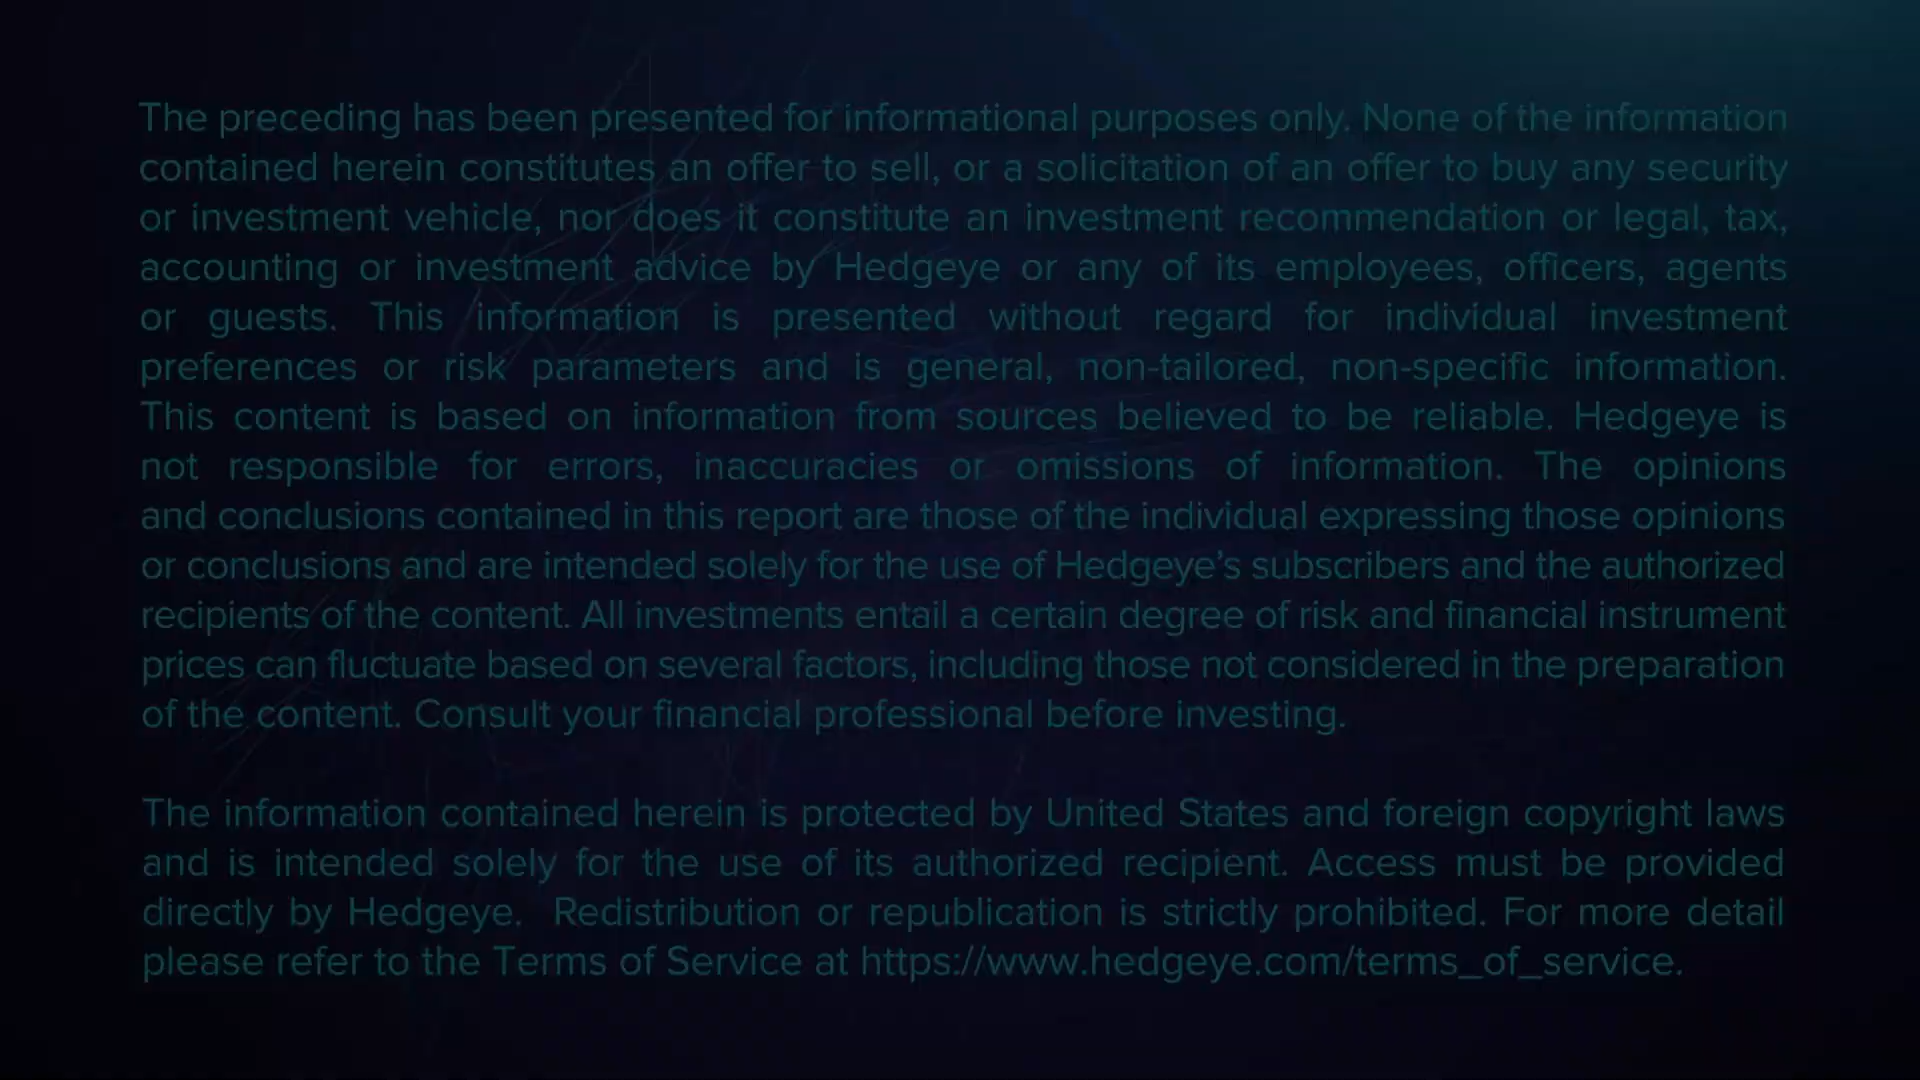 The preceding has been presented for informational purposes only. None of the information
contained herein constitutes an offer to sell, or a solicitation of an offer to buy any security
or investment vehicle, nor does it constitute an investment recommendation or legal, tax,
accounting or investment advice by Hedgeye or any of its employees, officers, agents
or guests. This information is presented without regard for individual investment
preferences or risk parameters and is general, non-tailored, non-specific information.
This content is based on information from sources believed to be reliable. Hedgeye is
not responsible for errors, inaccuracies or omissions of information. The opinions
and conclusions contained in this report are those of the individual expressing those opinions
or conclusions and are intended solely for the use of Hedgeye’s subscribers and the authorized
recipients of the content. All investments entail a certain degree of risk and financial instrument
prices can fluctuate based on several factors, including those not considered in the preparation
of the content. Consult your financial professional before investing.
The information contained herein is protected by United States and foreign copyright laws
and is intended solely for the use of its authorized recipient. Access must be provided
directly by Hedgeye.  Redistribution or republication is strictly prohibited. For more detail
please refer to the Terms of Service at https://www.hedgeye.com/terms_of_service.